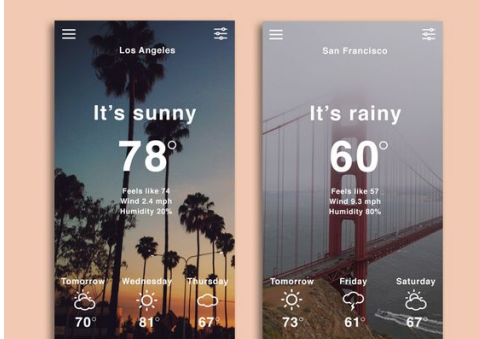 Los Angeles
It's sunny
78°
Feels like 74
Wind 2.4 mph
Humidity 20%
Tomorrow Wednesday Thursday
70° 81° 67°
San Francisco
It's rainy
60°
Feels like 57
Wind 9.3 mph
Humidity 80%
Tomorrow Friday Saturday
73° 61° 67°